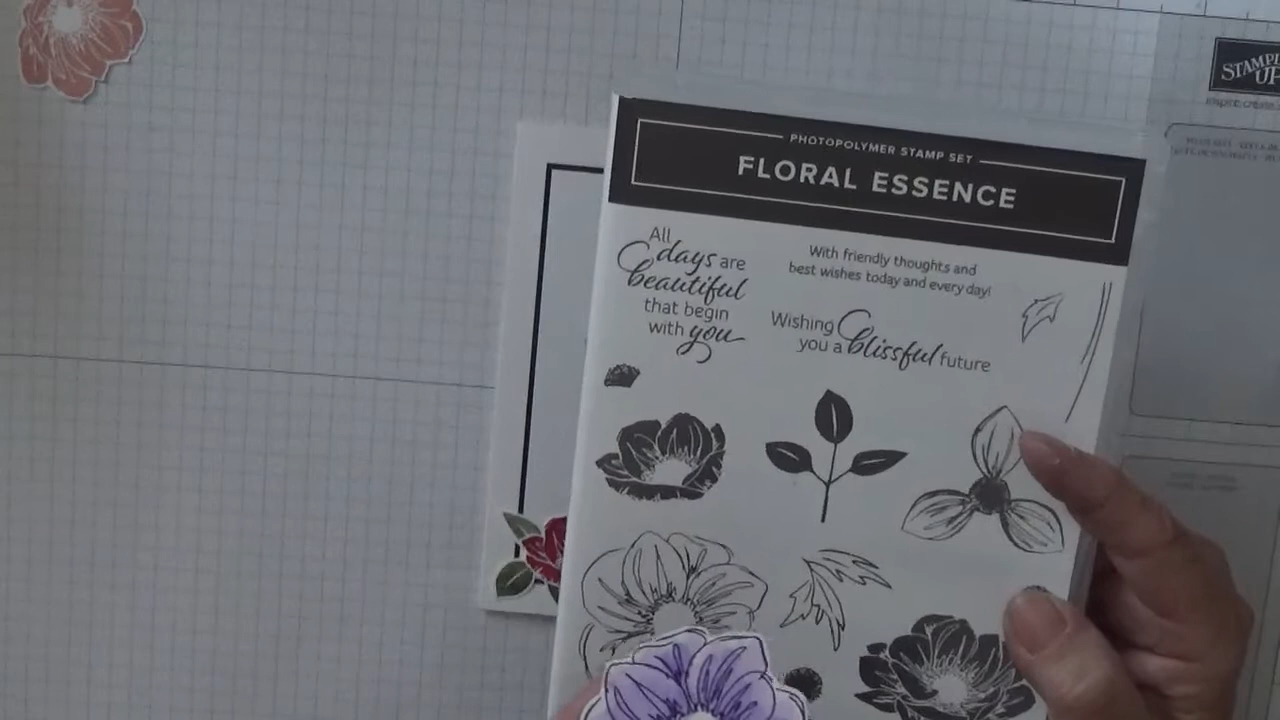 STAMPIN'
UP
PHOTOPOLYMER STAMP SET
FLORAL ESSENCE
All
days are
beautiful
that begin
with you
With friendly thoughts and
best wishes today and every day!
Wishing
you a blissful future